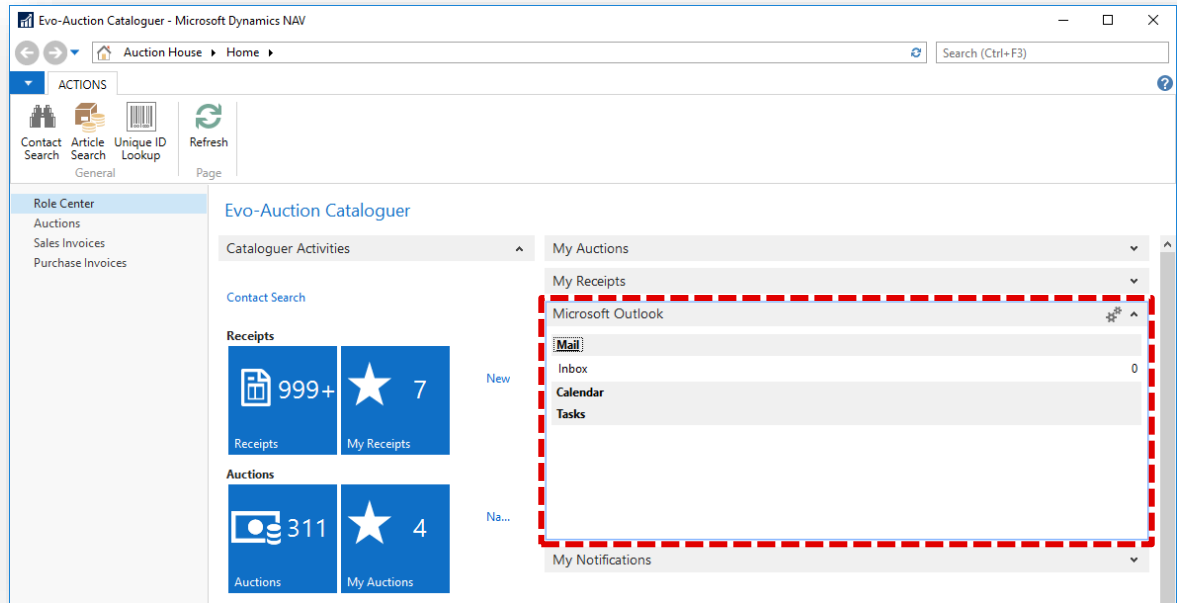 Evo-Auction Cataloguer - Microsoft Dynamics NAV
Auction House Home
Search (Ctrl+F3)
ACTIONS
Contact Search
Article Search
Unique ID Lookup
Refresh
General
Page
Role Center
Auctions
Sales Invoices
Purchase Invoices
Evo-Auction Cataloguer
Cataloguer Activities
Contact Search
Receipts
999+
Receipts
7
My Receipts
New
Auctions
311
Auctions
4
My Auctions
Na...
My Auctions
My Receipts
Microsoft Outlook
Mail
Inbox 0
Calendar
Tasks
My Notifications